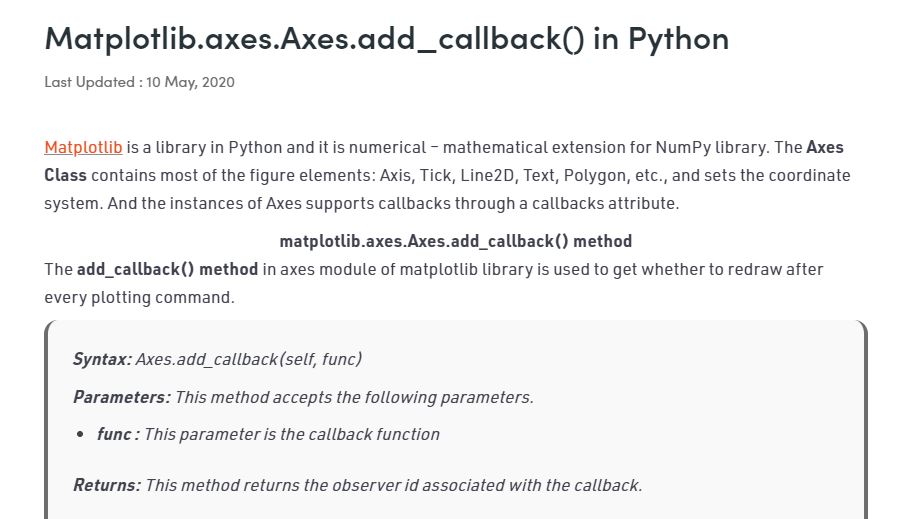 Matplotlib.axes.Axes.add_callback() in Python
Last Updated : 10 May, 2020
Matplotlib is a library in Python and it is numerical – mathematical extension for NumPy library. The Axes
Class contains most of the figure elements: Axis, Tick, Line2D, Text, Polygon, etc., and sets the coordinate
system. And the instances of Axes supports callbacks through a callbacks attribute.
matplotlib.axes.Axes.add_callback() method
The add_callback() method in axes module of matplotlib library is used to get whether to redraw after
every plotting command.
Syntax: Axes.add_callback(self, func)
Parameters: This method accepts the following parameters.
• func : This parameter is the callback function
Returns: This method returns the observer id associated with the callback.